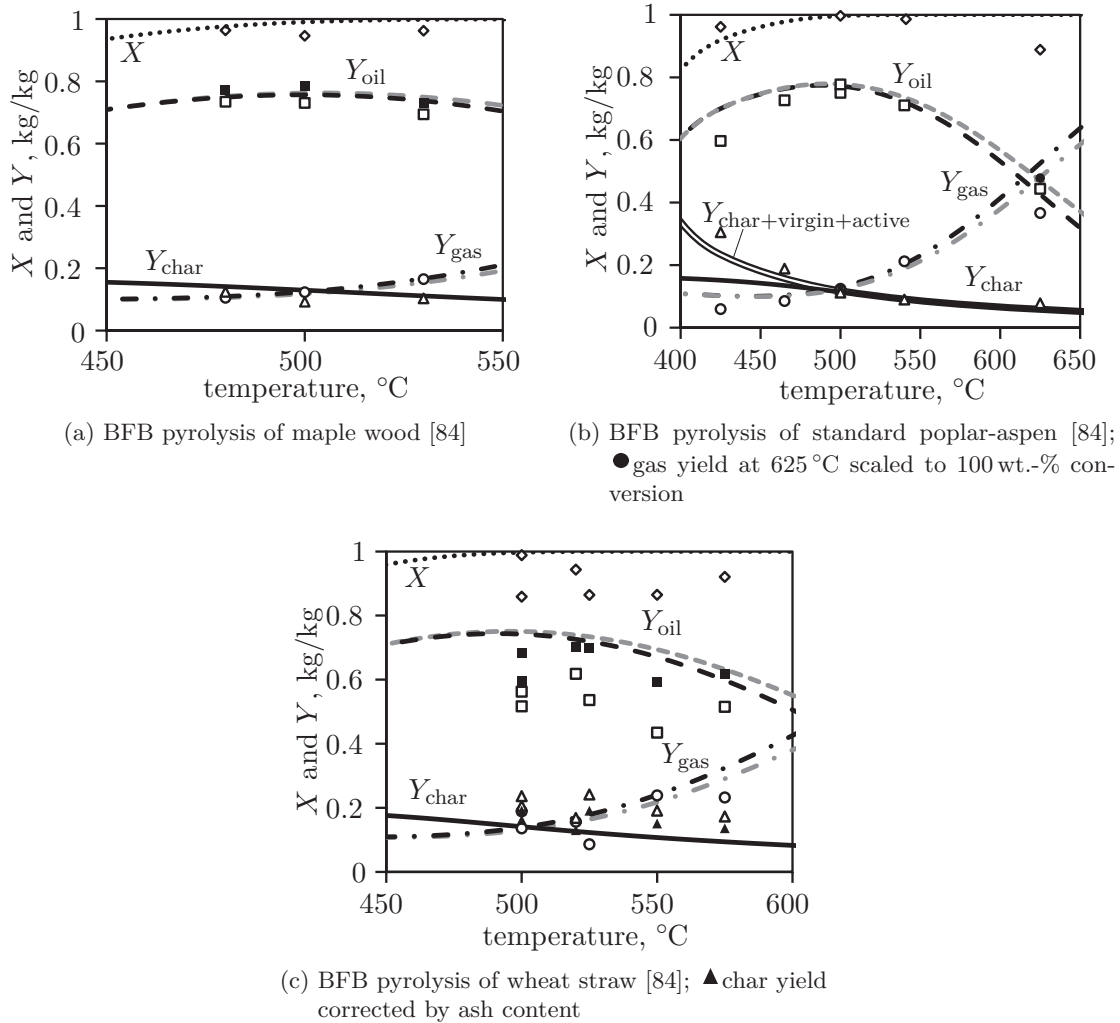 1
0.8
0.6
0.4
0.2
0
X and Y, kg/kg
X
Y_oil
Y_char
Y_gas
450 500 550
temperature, °C
(a) BFB pyrolysis of maple wood [84]
1
0.8
0.6
0.4
0.2
0
X and Y, kg/kg
X
Y_oil
Y_gas
Y_char+virgin+active
Y_char
400 450 500 550 600 650
temperature, °C
(b) BFB pyrolysis of standard poplar-aspen [84];
● gas yield at 625 °C scaled to 100 wt.-% con-
version
1
0.8
0.6
0.4
0.2
0
X and Y, kg/kg
X
Y_oil
Y_gas
Y_char
450 500 550 600
temperature, °C
(c) BFB pyrolysis of wheat straw [84]; ▲ char yield
corrected by ash content